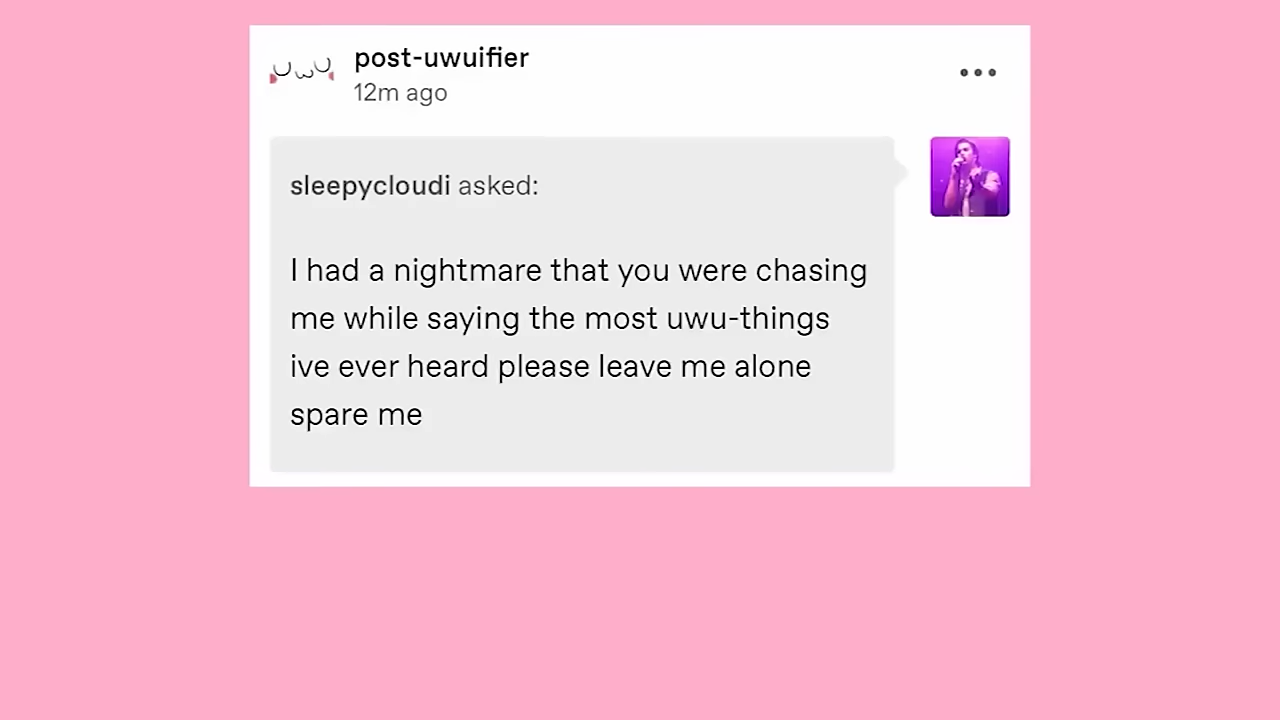 post-uwuifier
12m ago
sleepycloudi asked:
I had a nightmare that you were chasing
me while saying the most uwu-things
ive ever heard please leave me alone
spare me